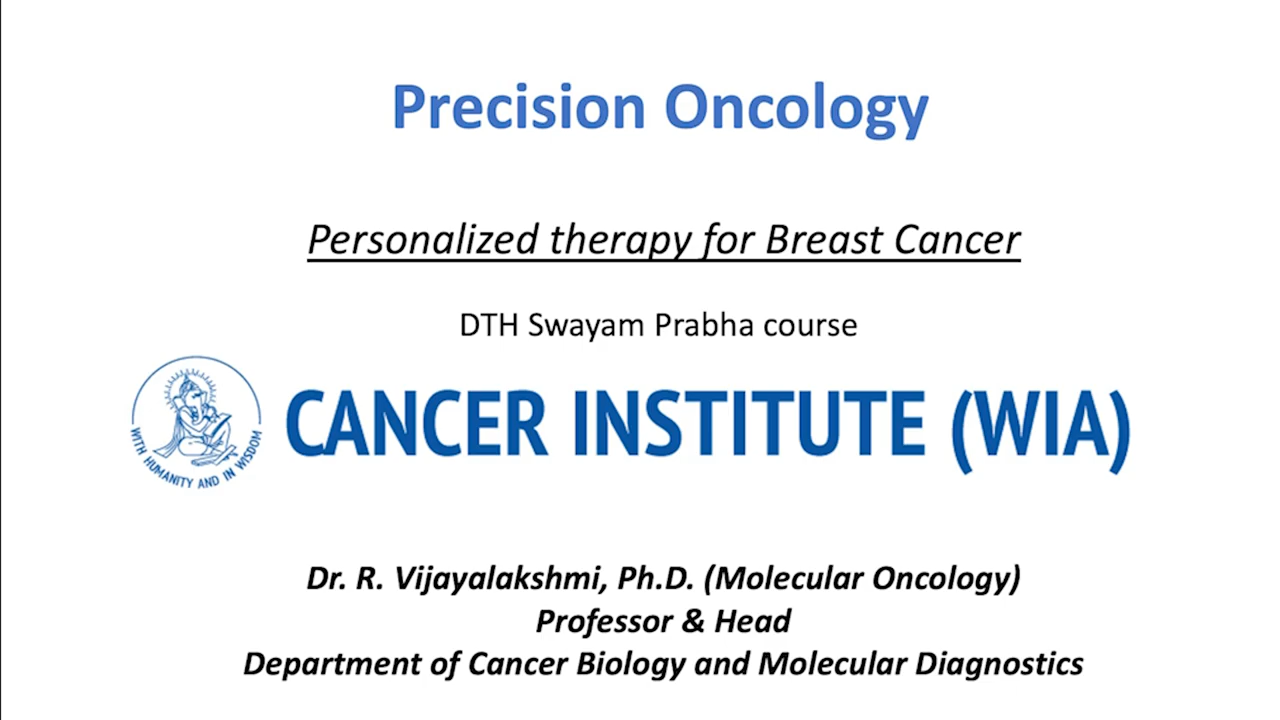 Precision Oncology
Personalized therapy for Breast Cancer
DTH Swayam Prabha course
CANCER INSTITUTE (WIA)
WITH HUMANITY AND IN WISDOM
Dr. R. Vijayalakshmi, Ph.D. (Molecular Oncology)
Professor & Head
Department of Cancer Biology and Molecular Diagnostics